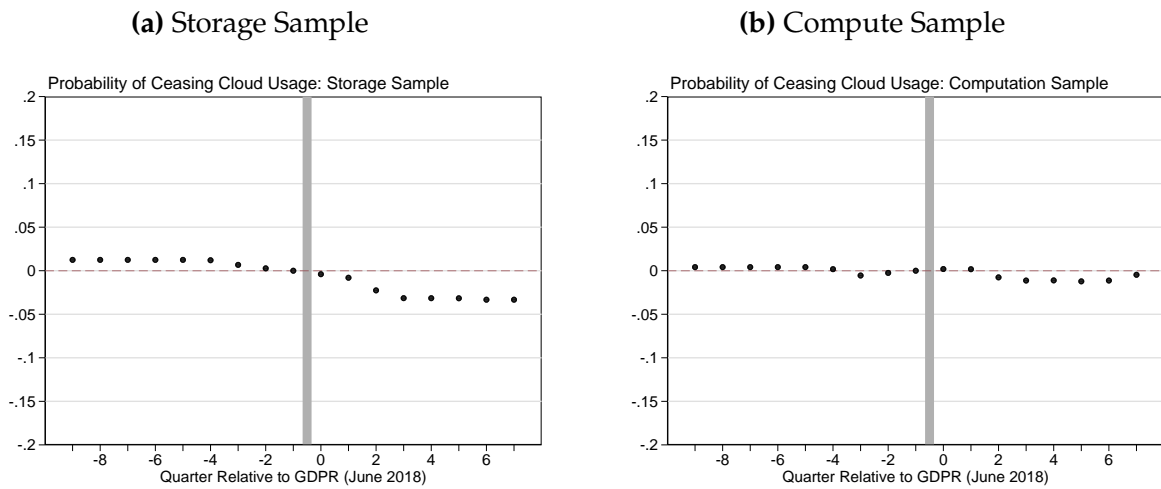 (a) Storage Sample
Probability of Ceasing Cloud Usage: Storage Sample
.2
.15
.1
.05
0
-.05
-.1
-.15
-.2
-8 -6 -4 -2 0 2 4 6
Quarter Relative to GDPR (June 2018)
(b) Compute Sample
Probability of Ceasing Cloud Usage: Computation Sample
.2
.15
.1
.05
0
-.05
-.1
-.15
-.2
-8 -6 -4 -2 0 2 4 6
Quarter Relative to GDPR (June 2018)